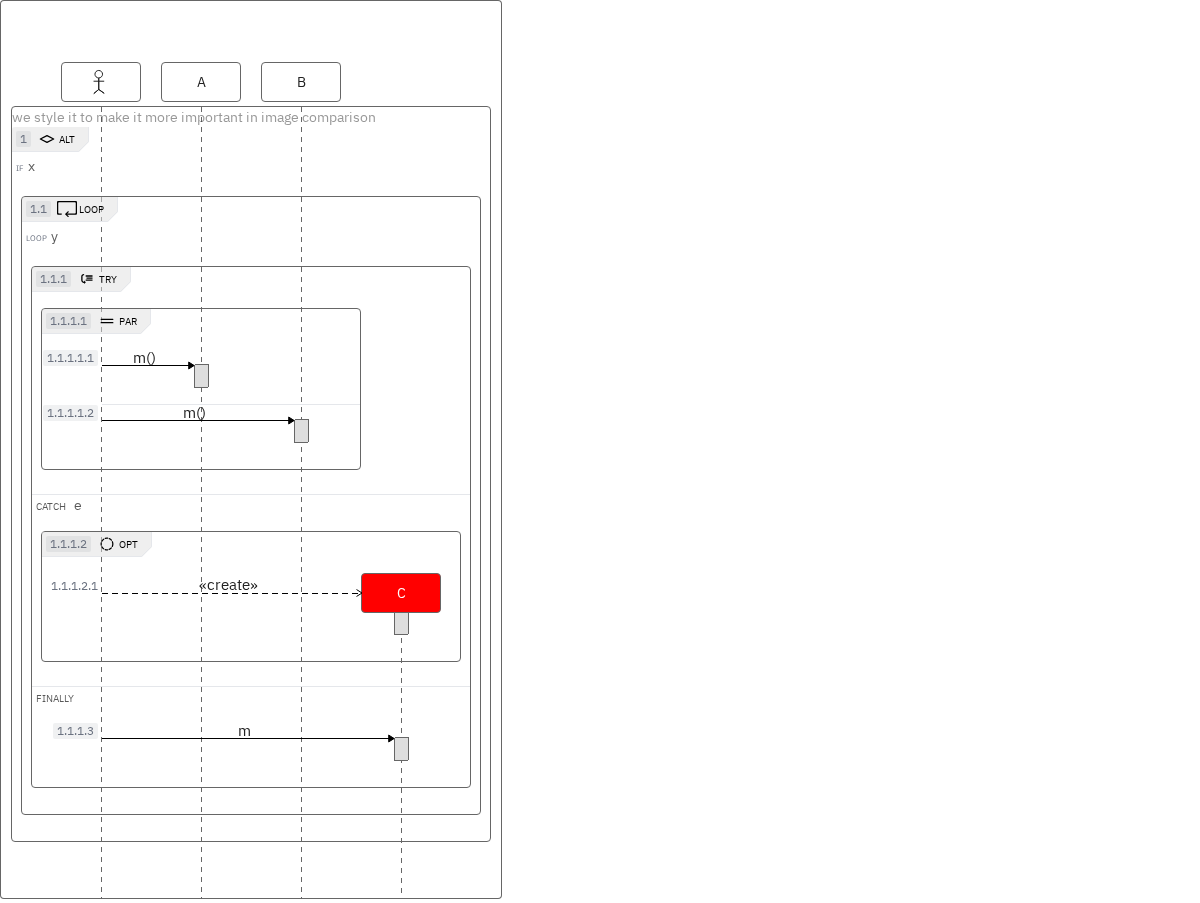 A
B
we style it to make it more important in image comparison
1 ALT
IF x
1.1 LOOP
LOOP y
1.1.1 TRY
1.1.1.1 PAR
1.1.1.1.1 m()
1.1.1.1.2 m()
CATCH e
1.1.1.2 OPT
1.1.1.2.1 «create» C
FINALLY
1.1.1.3 m